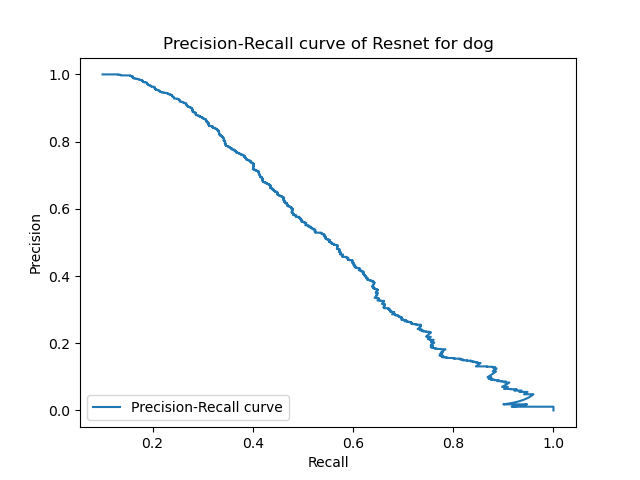 Precision-Recall curve of Resnet for dog
1.0
0.8
0.6
0.4
0.2
0.0
Precision
Precision-Recall curve
0.2 0.4 0.6 0.8 1.0
Recall